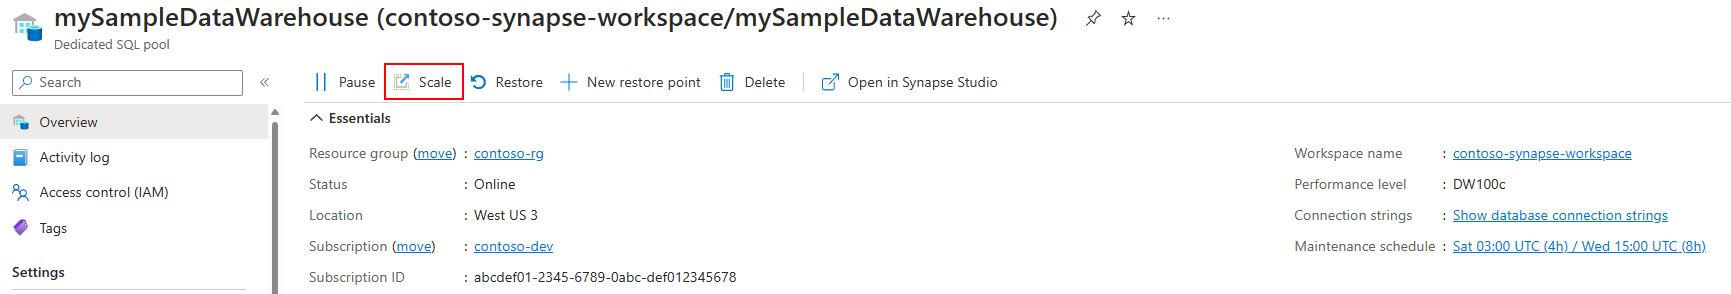 mySampleDataWarehouse (contoso-synapse-workspace/mySampleDataWarehouse)
Dedicated SQL pool
Search
Pause Scale Restore New restore point Delete Open in Synapse Studio
Overview
Activity log
Access control (IAM)
Tags
Settings
Essentials
Resource group (move) : contoso-rg
Status : Online
Location : West US 3
Subscription (move) : contoso-dev
Subscription ID : abcdef01-2345-6789-0abc-def012345678
Workspace name : contoso-synapse-workspace
Performance level : DW100c
Connection strings : Show database connection strings
Maintenance schedule : Sat 03:00 UTC (4h) / Wed 15:00 UTC (8h)